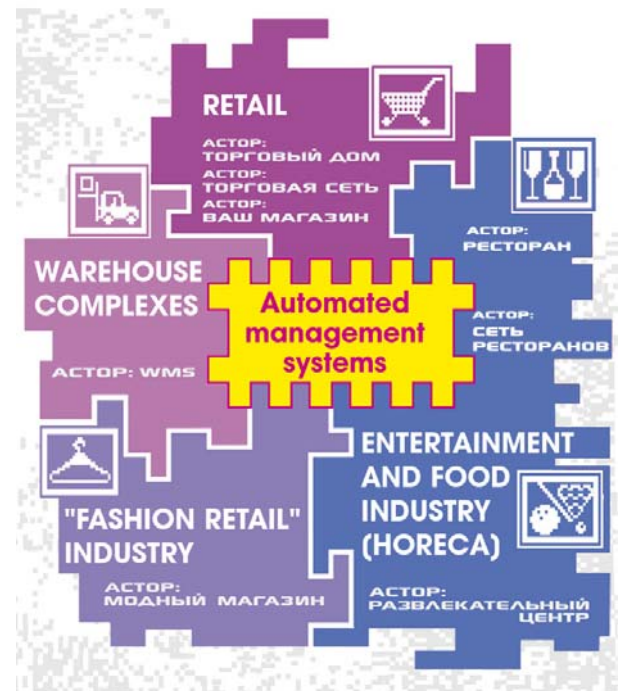 RETAIL
АСТОР:
ТОРГОВЫЙ ДОМ
АСТОР:
ТОРГОВАЯ СЕТЬ
АСТОР:
ВАШ МАГАЗИН
АСТОР:
РЕСТОРАН
АСТОР:
СЕТЬ
РЕСТОРАНОВ
WAREHOUSE
COMPLEXES
АСТОР: WMS
Automated
management
systems
ENTERTAINMENT
AND FOOD
INDUSTRY
(HORECA)
АСТОР:
РАЗВЛЕКАТЕЛЬНЫЙ
ЦЕНТР
"FASHION RETAIL"
INDUSTRY
АСТОР:
МОДНЫЙ МАГАЗИН